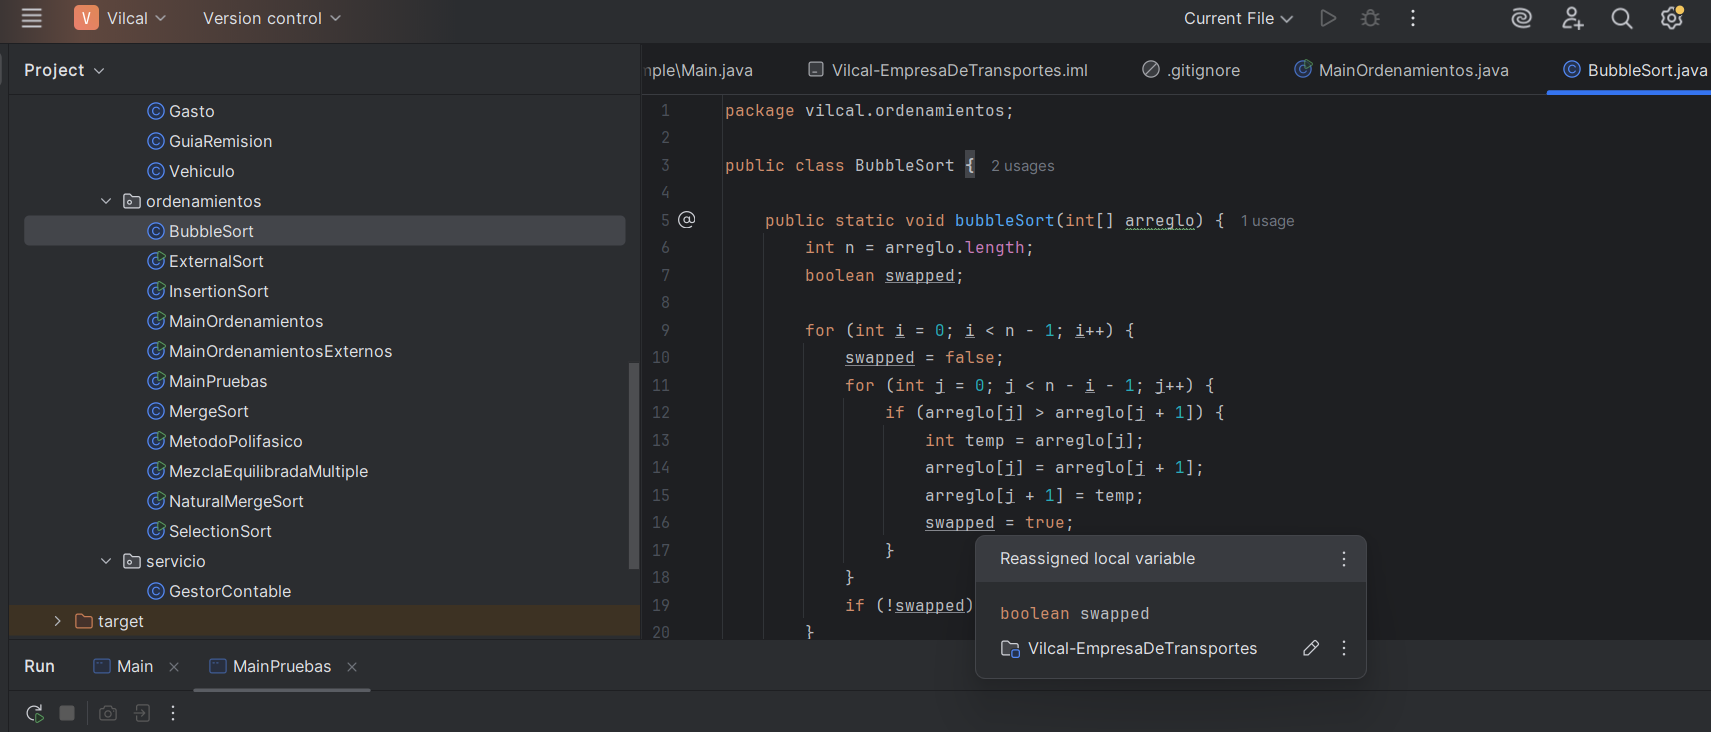 V Vilcal Version control Current File
Project
mple\Main.java Vilcal-EmpresaDeTransportes.iml .gitignore MainOrdenamientos.java BubbleSort.java
Gasto
GuiaRemision
Vehiculo
ordenamientos
BubbleSort
ExternalSort
InsertionSort
MainOrdenamientos
MainOrdenamientosExternos
MainPruebas
MergeSort
MetodoPolifasico
MezclaEquilibradaMultiple
NaturalMergeSort
SelectionSort
servicio
GestorContable
target
1 package vilcal.ordenamientos;
2
3 public class BubbleSort { 2 usages
4
5 public static void bubbleSort(int[] arreglo) { 1 usage
6 int n = arreglo.length;
7 boolean swapped;
8
9 for (int i = 0; i < n - 1; i++) {
10 swapped = false;
11 for (int j = 0; j < n - i - 1; j++) {
12 if (arreglo[j] > arreglo[j + 1]) {
13 int temp = arreglo[j];
14 arreglo[j] = arreglo[j + 1];
15 arreglo[j + 1] = temp;
16 swapped = true;
17 }
18 }
19 if (!swapped)
20 }
Reassigned local variable
boolean swapped
Vilcal-EmpresaDeTransportes
Run Main MainPruebas